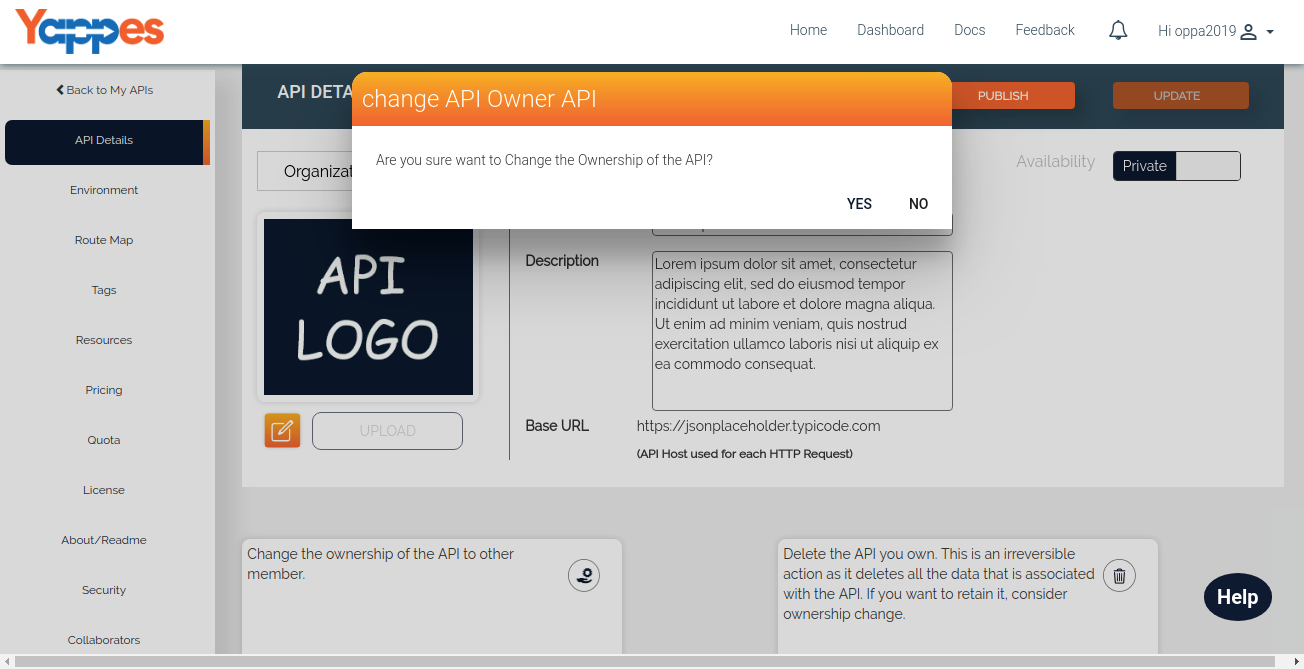 Yappes
Home
Dashboard
Docs
Feedback
Hi oppa2019
Back to My APIs
API Details
Environment
Route Map
Tags
Resources
Pricing
Quota
License
About/Readme
Security
Collaborators
API DETA
PUBLISH
UPDATE
change API Owner API
Are you sure want to Change the Ownership of the API?
YES
NO
Organizat
Availability
Private
API
LOGO
UPLOAD
Description
Lorem ipsum dolor sit amet, consectetur
adipiscing elit, sed do eiusmod tempor
incididunt ut labore et dolore magna aliqua.
Ut enim ad minim veniam, quis nostrud
exercitation ullamco laboris nisi ut aliquip ex
ea commodo consequat.
Base URL
https://jsonplaceholder.typicode.com
(API Host used for each HTTP Request)
Change the ownership of the API to other
member.
Delete the API you own. This is an irreversible
action as it deletes all the data that is associated
with the API. If you want to retain it, consider
ownership change.
Help